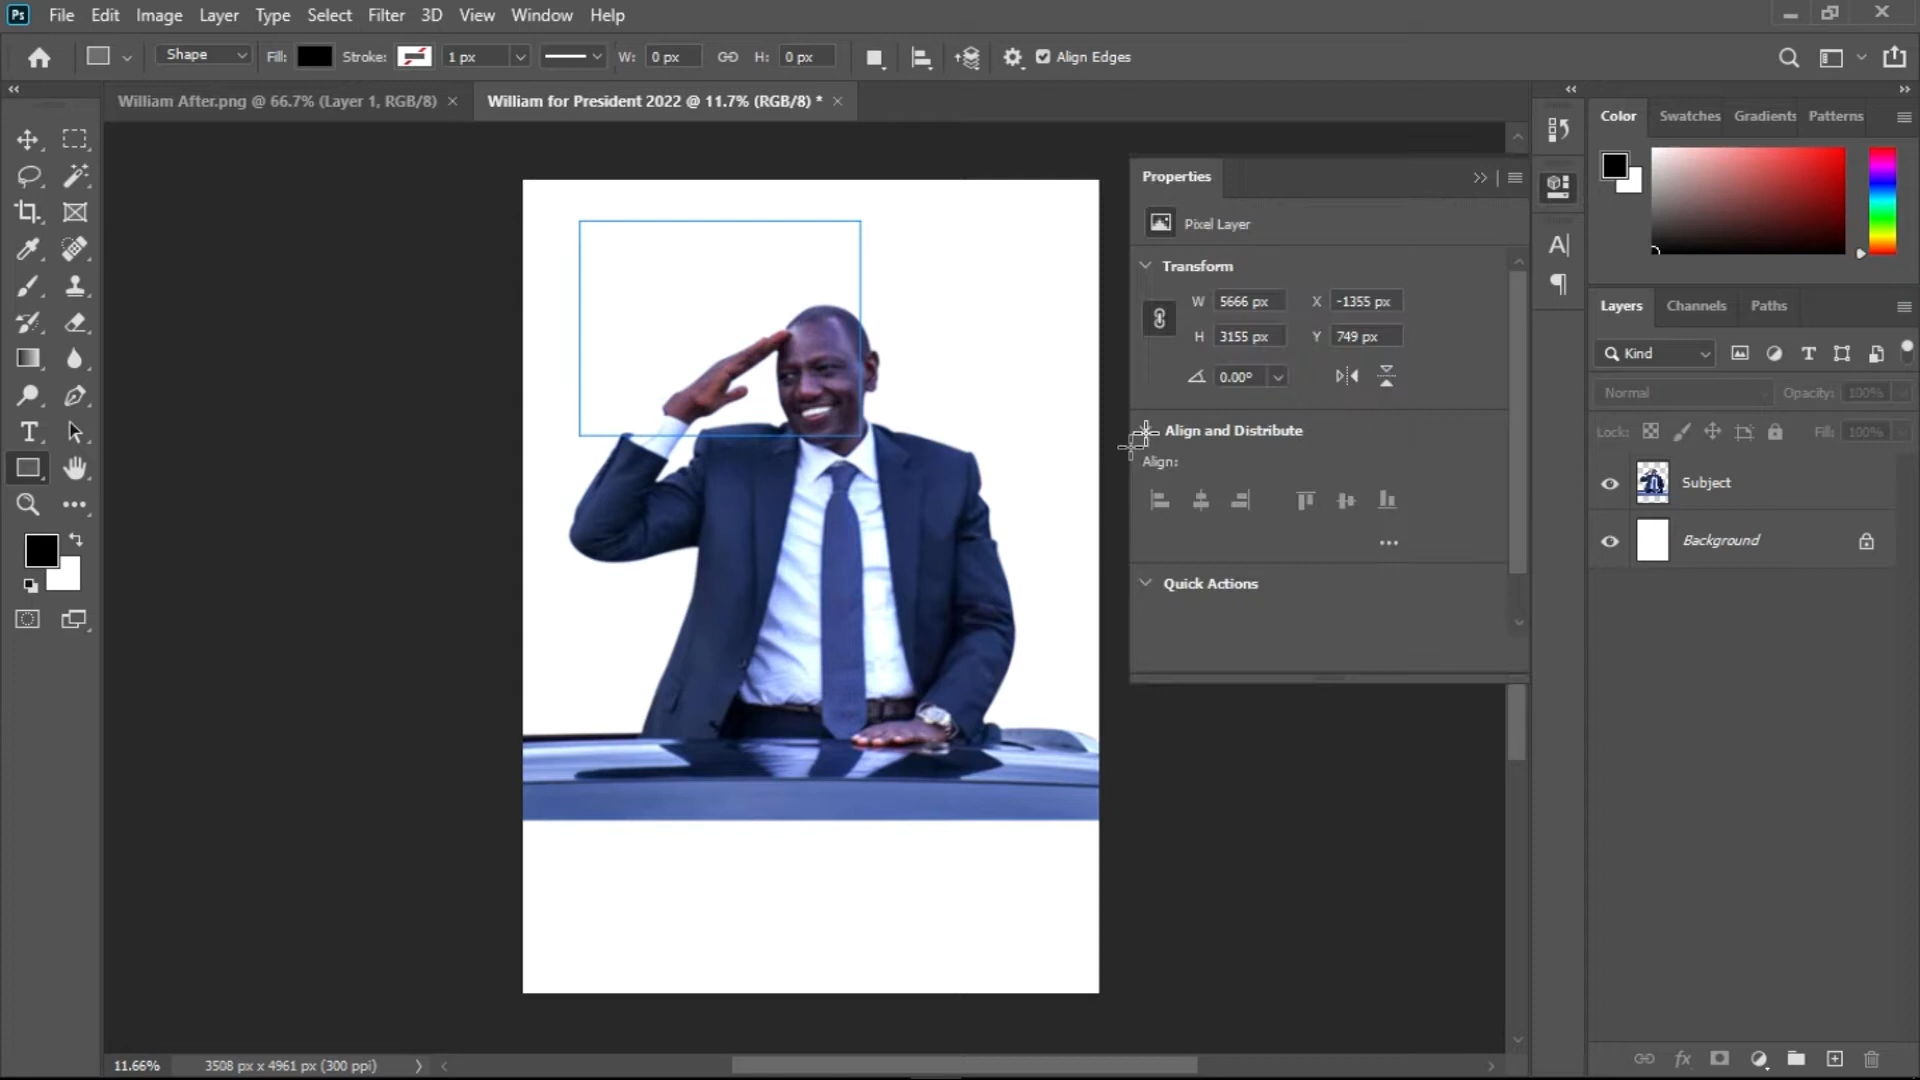 Ps File Edit Image Layer Type Select Filter 3D View Window Help
Shape Fill: Stroke: 1 px W: 0 px H: 0 px Align Edges
William After.png @ 66.7% (Layer 1, RGB/8) × William for President 2022 @ 11.7% (RGB/8) * ×
Color Swatches Gradients Patterns
Properties
Pixel Layer
Transform
W 5666 px X -1355 px
H 3155 px Y 749 px
0.00°
Align and Distribute
Align:
Quick Actions
Layers Channels Paths
Kind
Normal Opacity: 100%
Lock: Fill: 100%
Subject
Background
11.66% 3508 px x 4961 px (300 ppi)